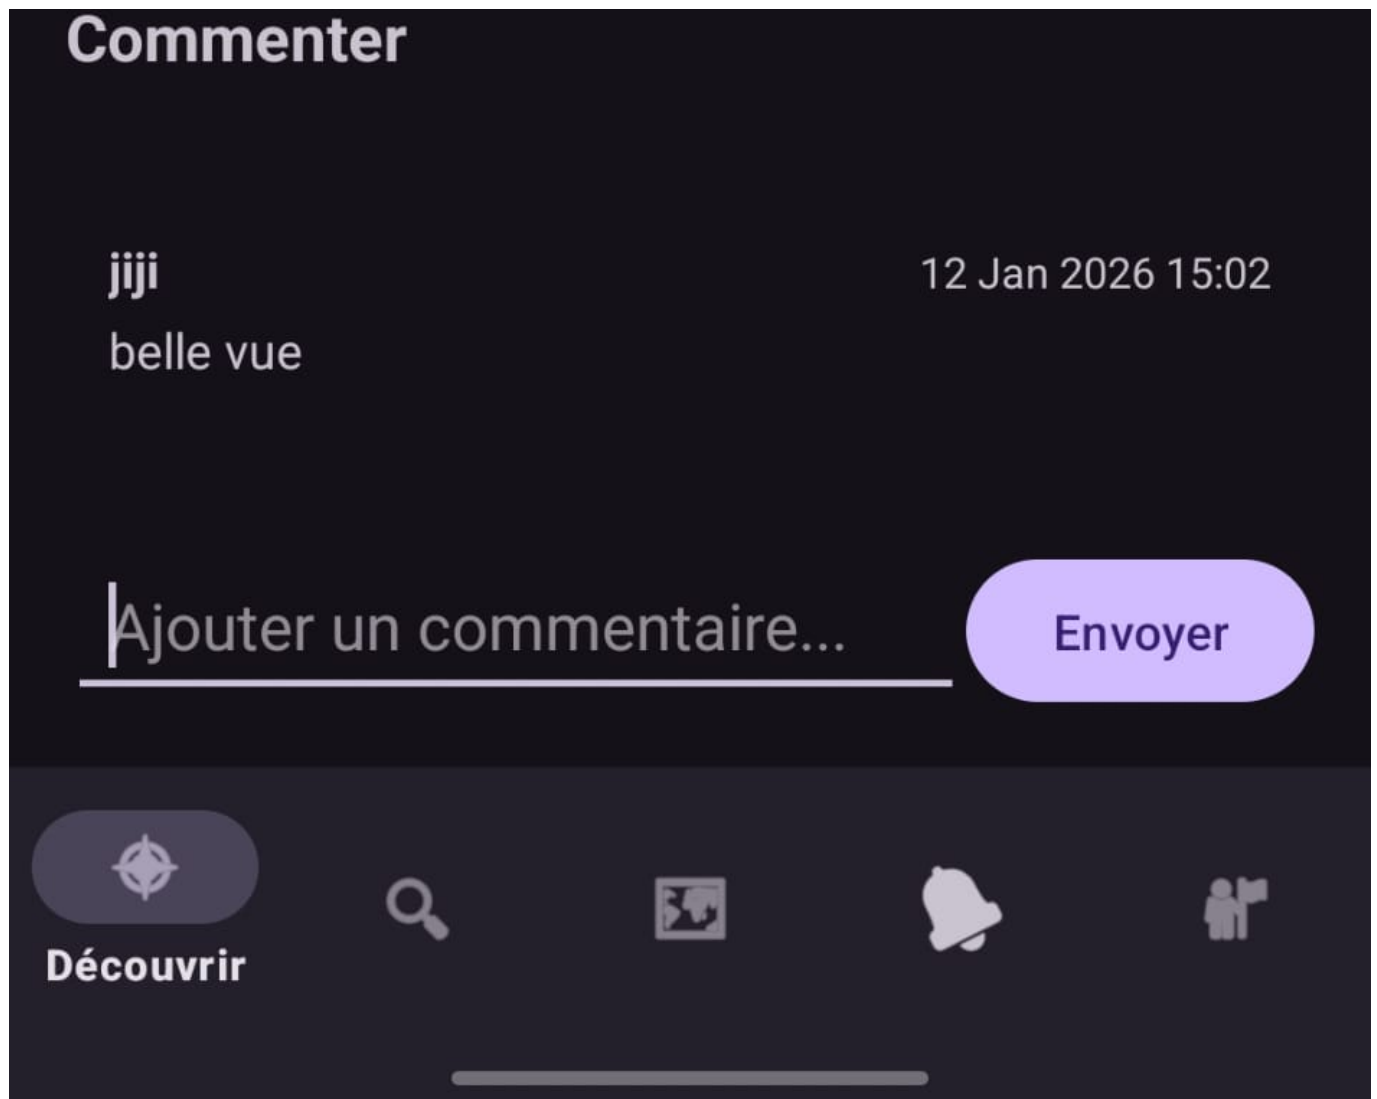 Commenter
jiji
12 Jan 2026 15:02
belle vue
Ajouter un commentaire...
Envoyer
Découvrir